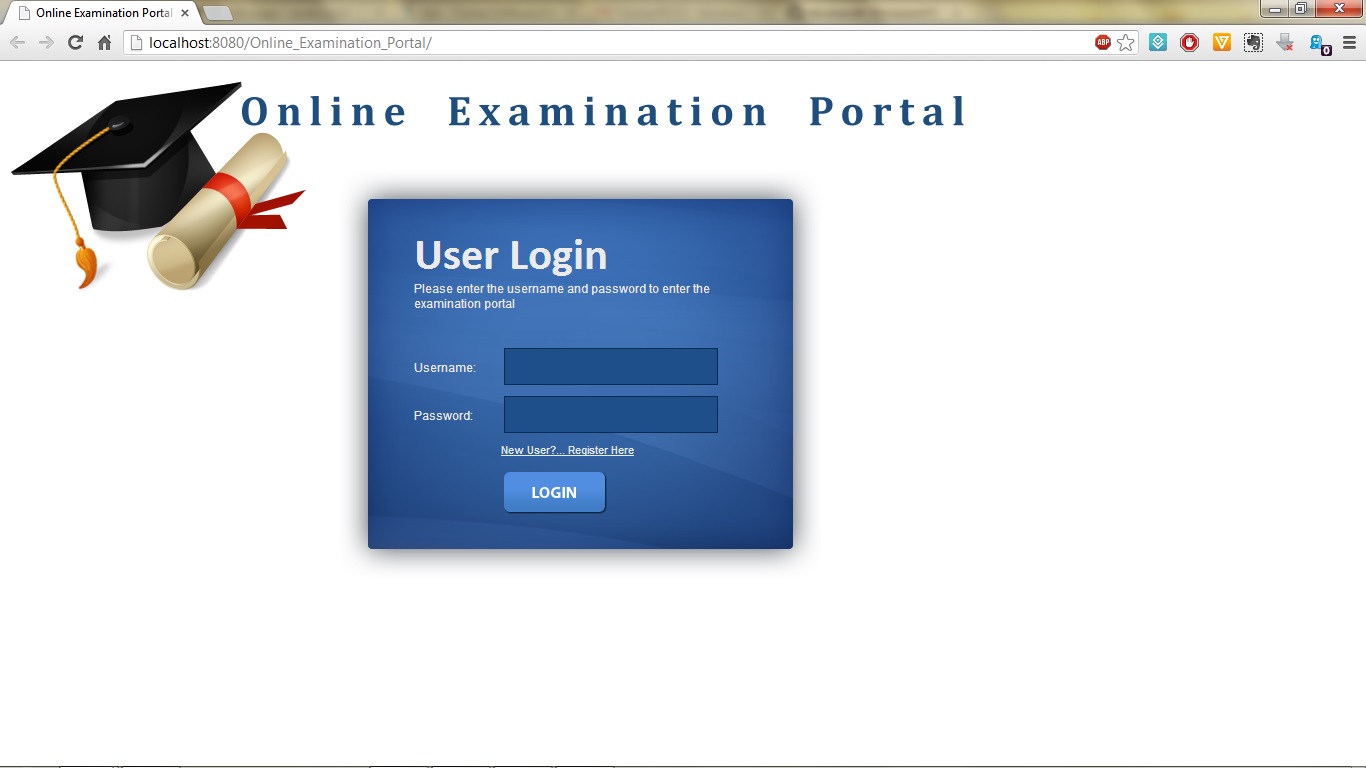 Online Examination Portal
localhost:8080/Online_Examination_Portal/
ABP
0
Online Examination Portal
User Login
Please enter the username and password to enter the
examination portal
Username:
Password:
New User?... Register Here
LOGIN